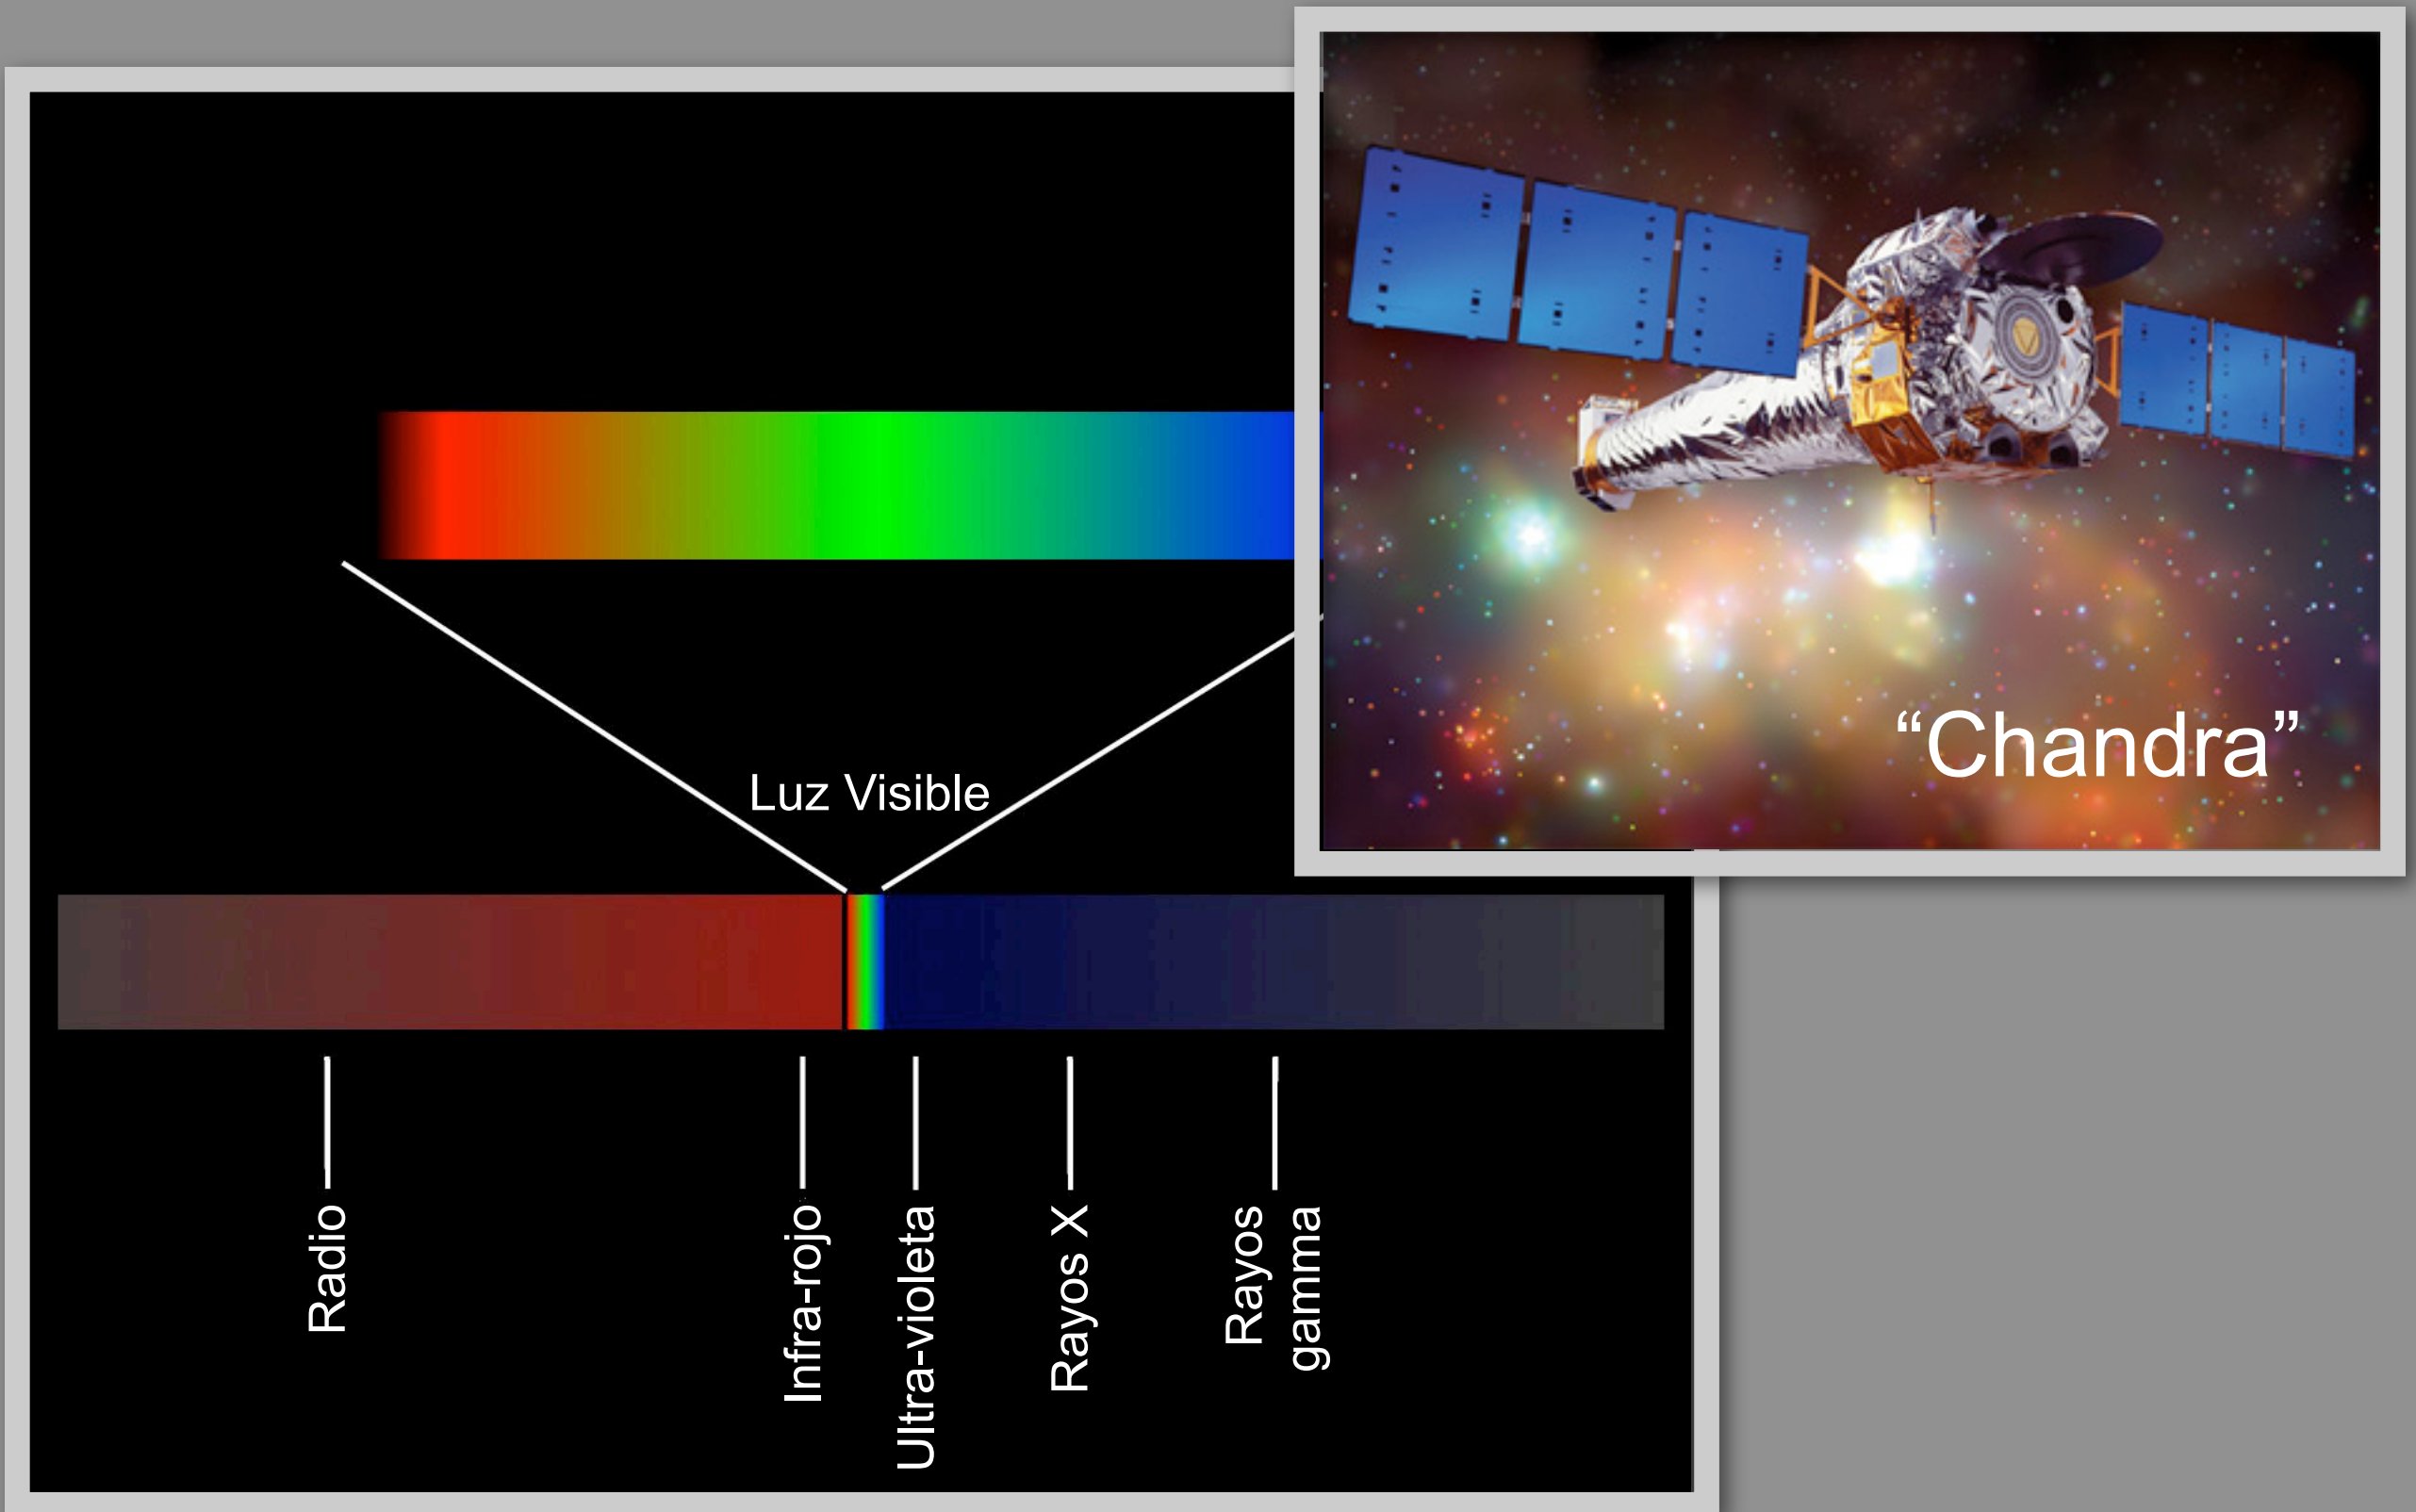 “Chandra”
Luz Visible
Radio
Infra-rojo
Ultra-violeta
Rayos X
Rayos
gamma